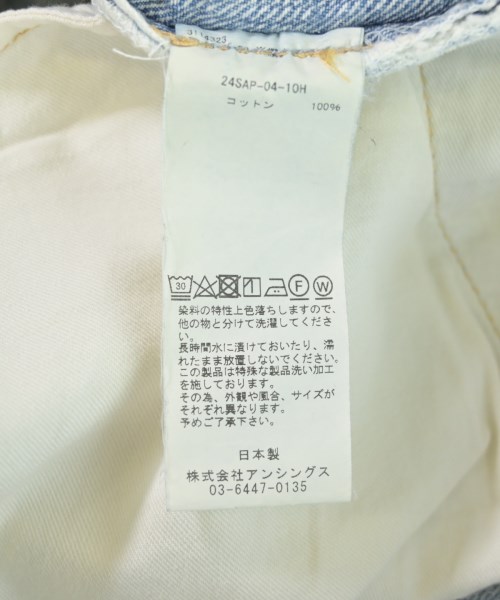 24SAP-04-10H
コットン 100%
30
F W
染料の特性上色落ちしますので、
他の物と分けて洗濯してくださ
い。
長時間水に漬けておいたり、濡
れたまま放置しないでください。
この製品は特殊な製品洗い加工
を施しております。
その為、外観や風合、サイズが
それぞれ異なります。
予めご了承下さい。
日本製
株式会社アンシングス
03-6447-0135